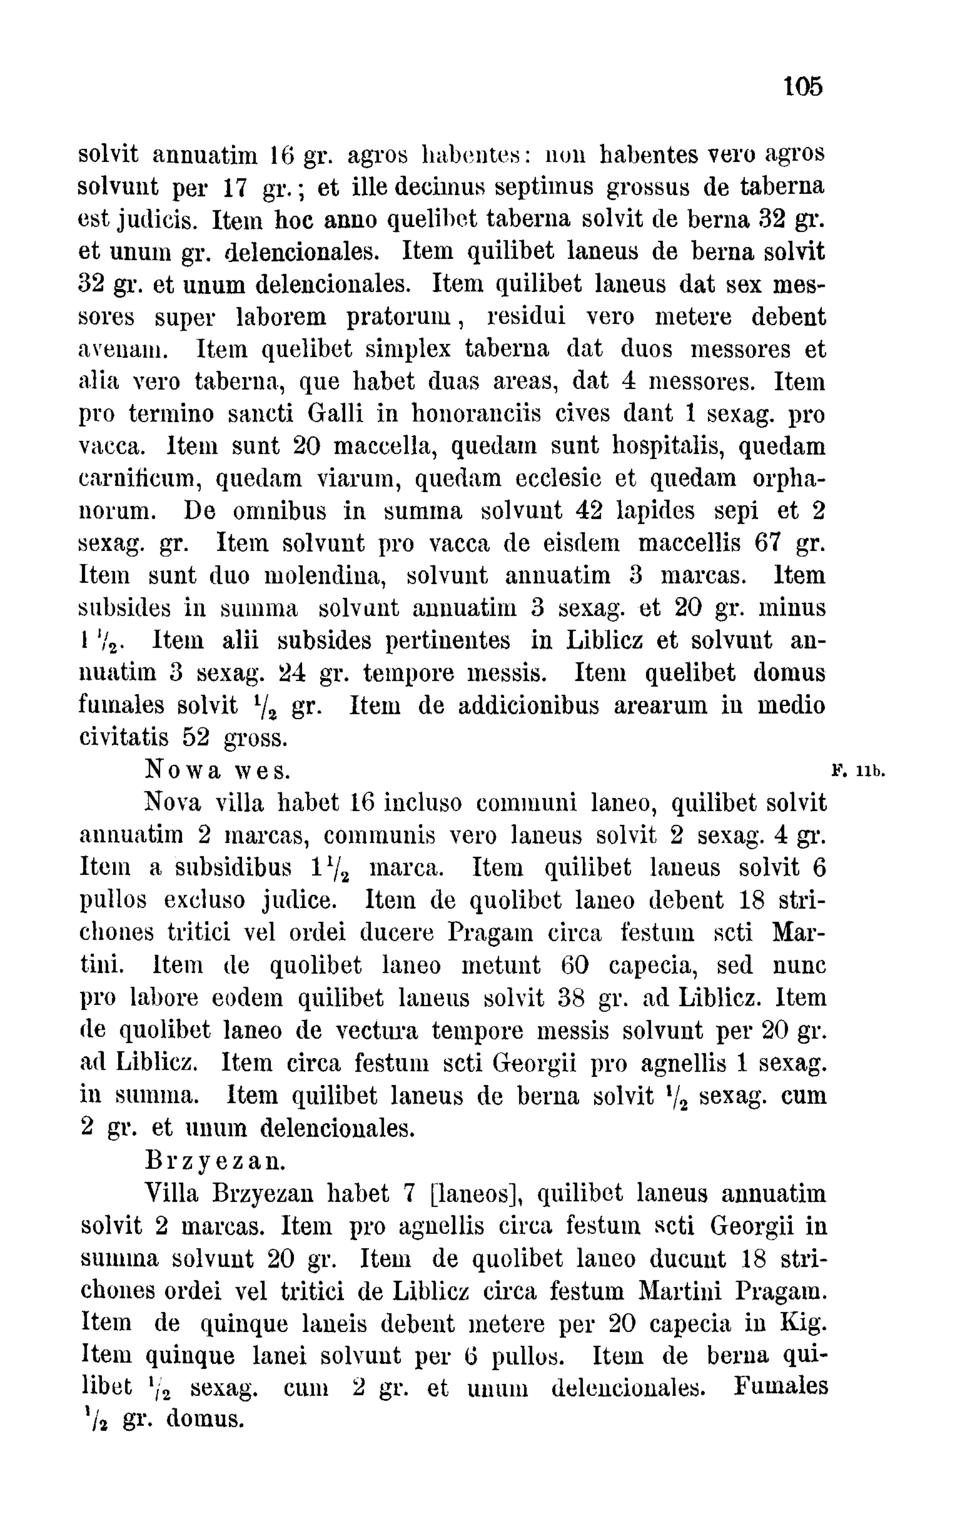 105
solvit annuatim 16 gr. agros habentes: non habentes vero agros
solvunt per 17 gr.; et ille decimus septimus grossus de taberna
est judicis. Item hoc anno quelibet taberna solvit de berna 32 gr.
et unum gr. delencionales. Item quilibet laneus de berna solvit
32 gr. et unum delencionales. Item quilibet laneus dat sex mes-
sores super laborem pratorum, residui vero metere debent
avenam. Item quelibet simplex taberna dat duos messores et
alia vero taberna, que habet duas areas, dat 4 messores. Item
pro termino sancti Galli in honoranciis cives dant 1 sexag. pro
vacca. Item sunt 20 maccella, quedam sunt hospitalis, quedam
carnificum, quedam viarum, quedam ecclesie et quedam orpha-
norum. De omnibus in summa solvunt 42 lapides sepi et 2
sexag. gr. Item solvunt pro vacca de eisdem maccellis 67 gr.
Item sunt duo molendina, solvunt annuatim 3 marcas. Item
subsides in summa solvunt annuatim 3 sexag. et 20 gr. minus
1 1/2. Item alii subsides pertinentes in Liblicz et solvunt an-
nuatim 3 sexag. 24 gr. tempore messis. Item quelibet domus
fumales solvit 1/2 gr. Item de addicionibus arearum in medio
civitatis 52 gross.
Nowa wes. F. 11b.
Nova villa habet 16 incluso communi laneo, quilibet solvit
annuatim 2 marcas, communis vero laneus solvit 2 sexag. 4 gr.
Item a subsidibus 1 1/2 marca. Item quilibet laneus solvit 6
pullos excluso judice. Item de quolibet laneo debent 18 stri-
chones tritici vel ordei ducere Pragam circa festum scti Mar-
tini. Item de quolibet laneo metunt 60 capecia, sed nunc
pro labore eodem quilibet laneus solvit 38 gr. ad Liblicz. Item
de quolibet laneo de vectura tempore messis solvunt per 20 gr.
ad Liblicz. Item circa festum scti Georgii pro agnellis 1 sexag.
in summa. Item quilibet laneus de berna solvit 1/2 sexag. cum
2 gr. et unum delencionales.
Brzyezan.
Villa Brzyezan habet 7 [laneos], quilibet laneus annuatim
solvit 2 marcas. Item pro agnellis circa festum scti Georgii in
summa solvunt 20 gr. Item de quolibet laneo ducunt 18 stri-
chones ordei vel tritici de Liblicz circa festum Martini Pragam.
Item de quinque laneis debent metere per 20 capecia in Kig.
Item quinque lanei solvunt per 6 pullos. Item de berna qui-
libet 1/2 sexag. cum 2 gr. et unum delencionales. Fumales
1/2 gr. domus.